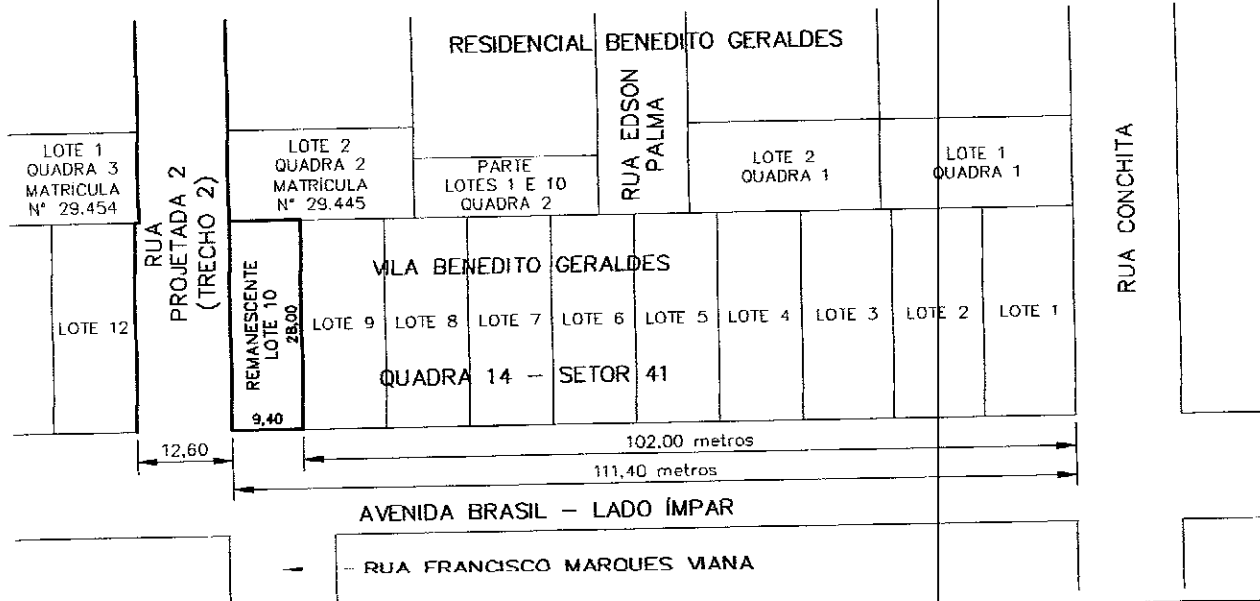 RESIDENCIAL BENEDITO GERALDES
LOTE 1
QUADRA 3
MATRÍCULA
N° 29.454
RUA
PROJETADA 2
(TRECHO 2)
LOTE 2
QUADRA 2
MATRÍCULA
N° 29.445
PARTE
LOTES 1 E 10
QUADRA 2
RUA EDSON
PALMA
LOTE 2
QUADRA 1
LOTE 1
QUADRA 1
RUA CONCHITA
VILA BENEDITO GERALDES
LOTE 12
REMANESCENTE
LOTE 10
28,00
9,40
LOTE 9
LOTE 8
LOTE 7
LOTE 6
LOTE 5
LOTE 4
LOTE 3
LOTE 2
LOTE 1
QUADRA 14 – SETOR 41
12,60
102,00 metros
111,40 metros
AVENIDA BRASIL – LADO ÍMPAR
RUA FRANCISCO MARQUES VIANA